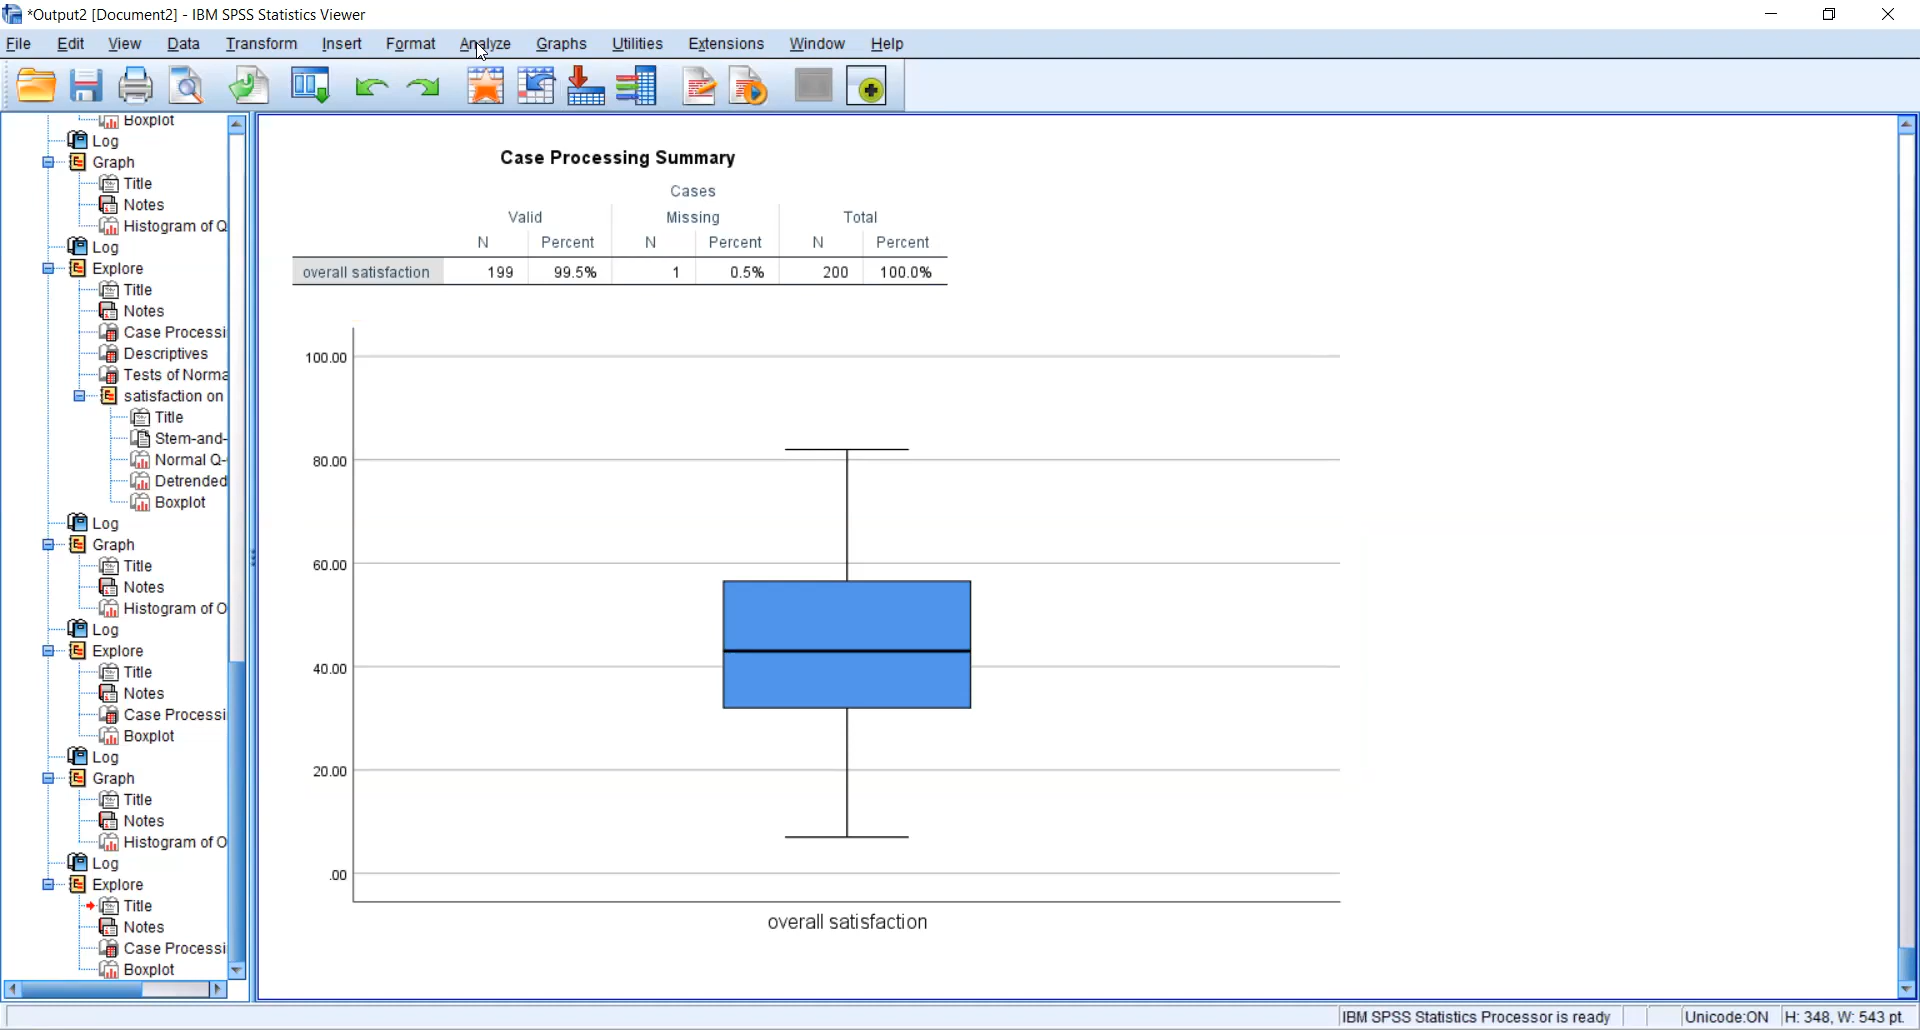 *Output2 [Document2] - IBM SPSS Statistics Viewer
File Edit View Data Transform Insert Format Analyze Graphs Utilities Extensions Window Help
Boxplot
Log
Graph
Title
Notes
Histogram of Q
Log
Explore
Title
Notes
Case Processi
Descriptives
Tests of Norma
satisfaction on
Title
Stem-and-
Normal Q-
Detrended
Boxplot
Log
Graph
Title
Notes
Histogram of O
Log
Explore
Title
Notes
Case Processi
Boxplot
Log
Graph
Title
Notes
Histogram of O
Log
Explore
Title
Notes
Case Processi
Boxplot
Case Processing Summary
Cases
Valid Missing Total
N Percent N Percent N Percent
overall satisfaction 199 99.5% 1 0.5% 200 100.0%
100.00
80.00
60.00
40.00
20.00
.00
overall satisfaction
IBM SPSS Statistics Processor is ready Unicode:ON H: 348, W: 543 pt.